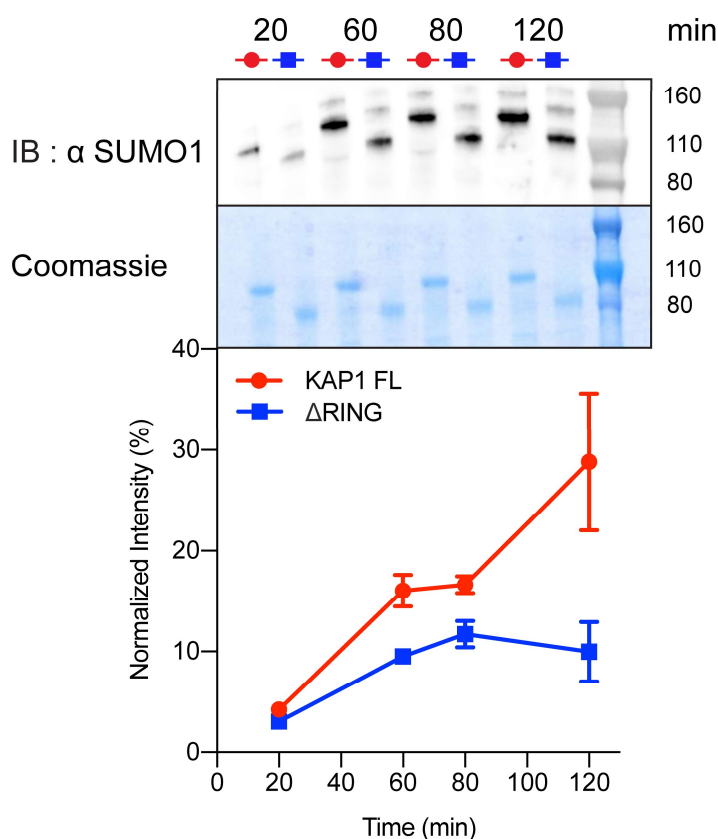 20 60 80 120 min
IB : α SUMO1
160
110
80
Coomassie
160
110
80
40
KAP1 FL
ΔRING
30
20
10
0
Normalized Intensity (%)
0 20 40 60 80 100 120
Time (min)